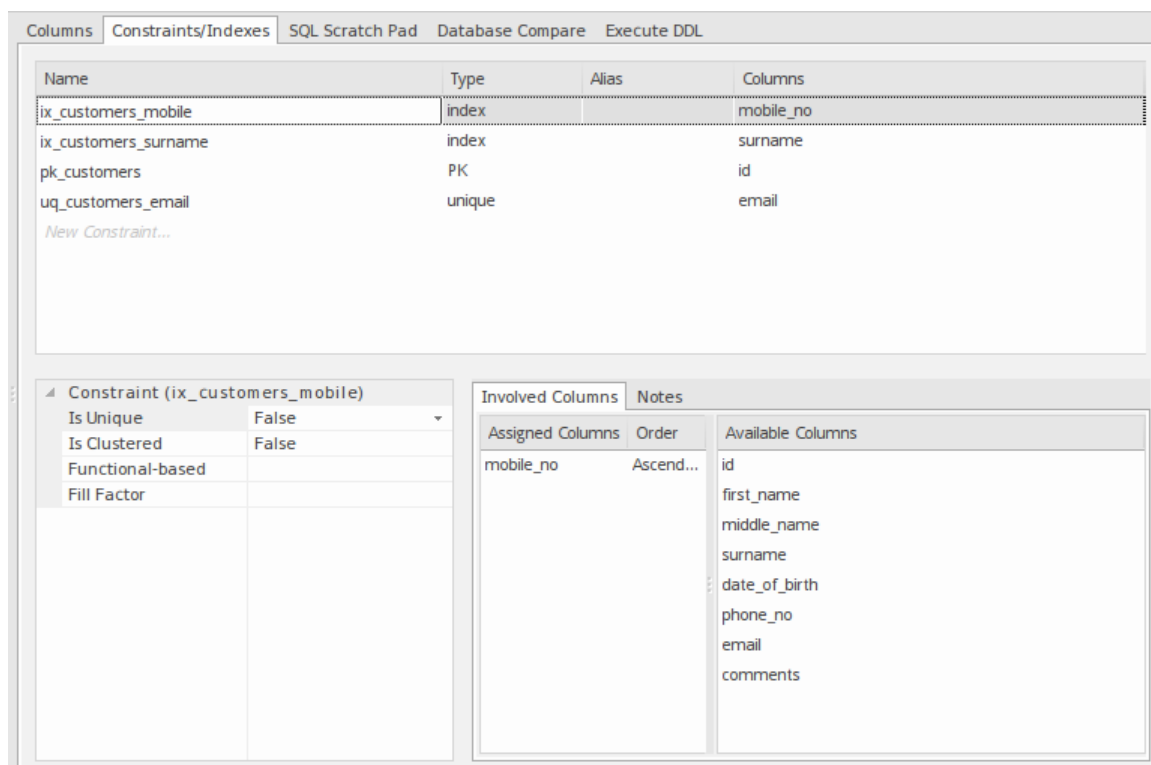 Columns Constraints/Indexes SQL Scratch Pad Database Compare Execute DDL
Name Type Alias Columns
ix_customers_mobile index mobile_no
ix_customers_surname index surname
pk_customers PK id
uq_customers_email unique email
New Constraint...
Constraint (ix_customers_mobile)
Is Unique False
Is Clustered False
Functional-based
Fill Factor
Involved Columns Notes
Assigned Columns Order Available Columns
mobile_no Ascend... id
first_name
middle_name
surname
date_of_birth
phone_no
email
comments